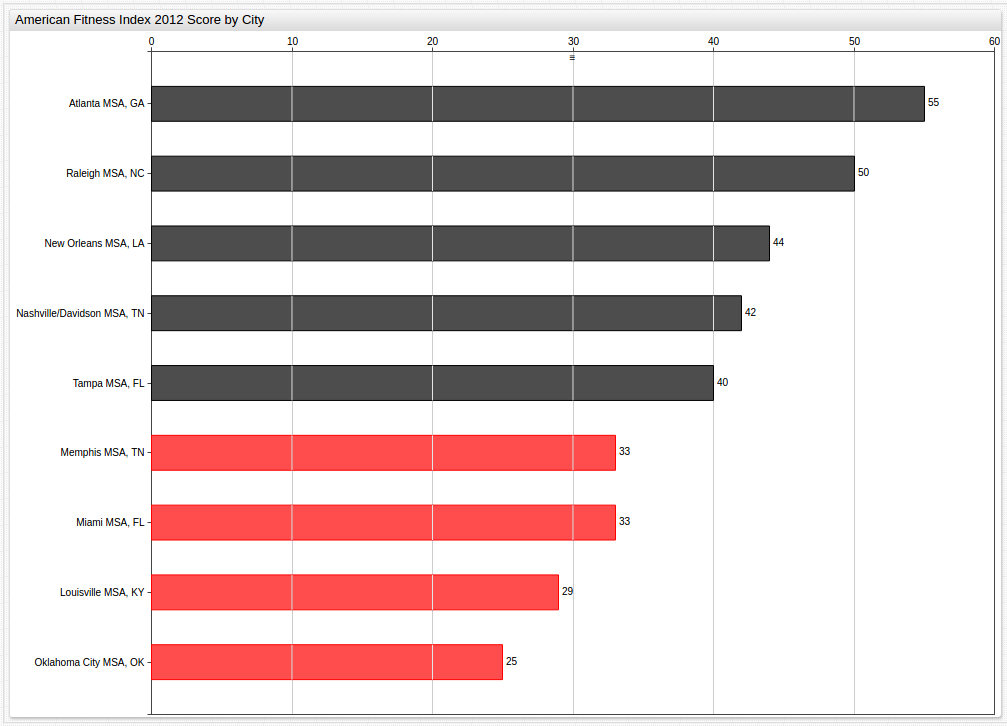 American Fitness Index 2012 Score by City
0 10 20 30 40 50 60
Atlanta MSA, GA 55
Raleigh MSA, NC 50
New Orleans MSA, LA 44
Nashville/Davidson MSA, TN 42
Tampa MSA, FL 40
Memphis MSA, TN 33
Miami MSA, FL 33
Louisville MSA, KY 29
Oklahoma City MSA, OK 25